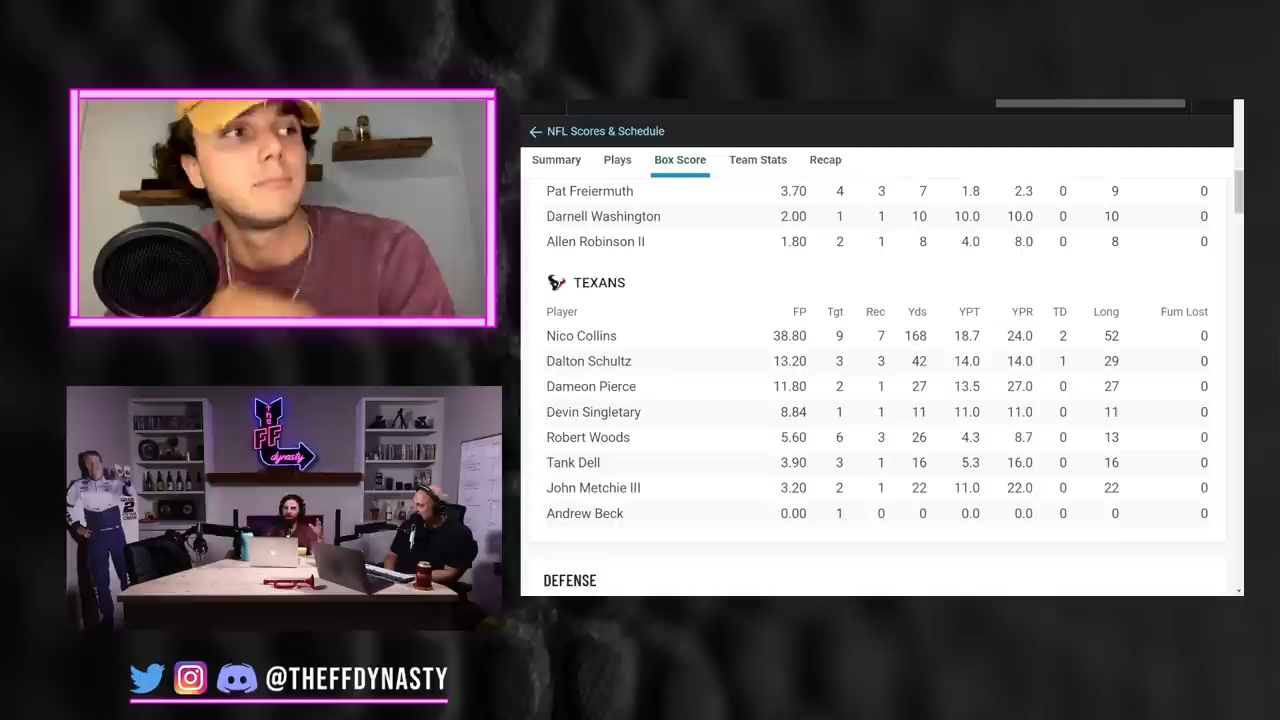 NFL Scores & Schedule
Summary Plays Box Score Team Stats Recap
Pat Freiermuth 3.70 4 3 7 1.8 2.3 0 9 0
Darnell Washington 2.00 1 1 10 10.0 10.0 0 10 0
Allen Robinson II 1.80 2 1 8 4.0 8.0 0 8 0
TEXANS
Player FP Tgt Rec Yds YPT YPR TD Long Fum Lost
Nico Collins 38.80 9 7 168 18.7 24.0 2 52 0
Dalton Schultz 13.20 3 3 42 14.0 14.0 1 29 0
Dameon Pierce 11.80 2 1 27 13.5 27.0 0 27 0
Devin Singletary 8.84 1 1 11 11.0 11.0 0 11 0
Robert Woods 5.60 6 3 26 4.3 8.7 0 13 0
Tank Dell 3.90 3 1 16 5.3 16.0 0 16 0
John Metchie III 3.20 2 1 22 11.0 22.0 0 22 0
Andrew Beck 0.00 1 0 0 0.0 0.0 0 0 0
DEFENSE
The
FF
dynasty
@THEFFDYNASTY